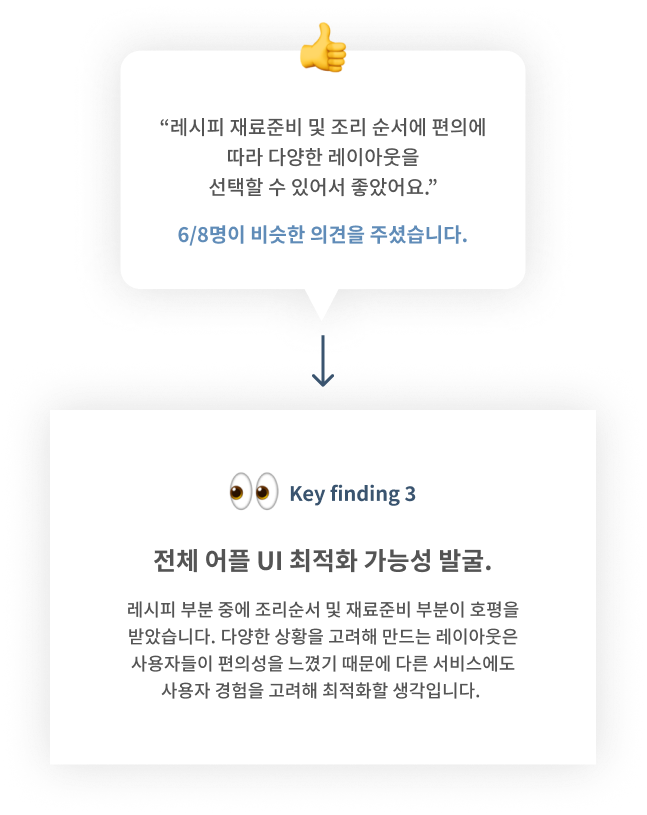 “레시피 재료준비 및 조리 순서에 편의에
따라 다양한 레이아웃을
선택할 수 있어서 좋았어요.”
6/8명이 비슷한 의견을 주셨습니다.
Key finding 3
전체 어플 UI 최적화 가능성 발굴.
레시피 부분 중에 조리순서 및 재료준비 부분이 호평을
받았습니다. 다양한 상황을 고려해 만드는 레이아웃은
사용자들이 편의성을 느꼈기 때문에 다른 서비스에도
사용자 경험을 고려해 최적화할 생각입니다.